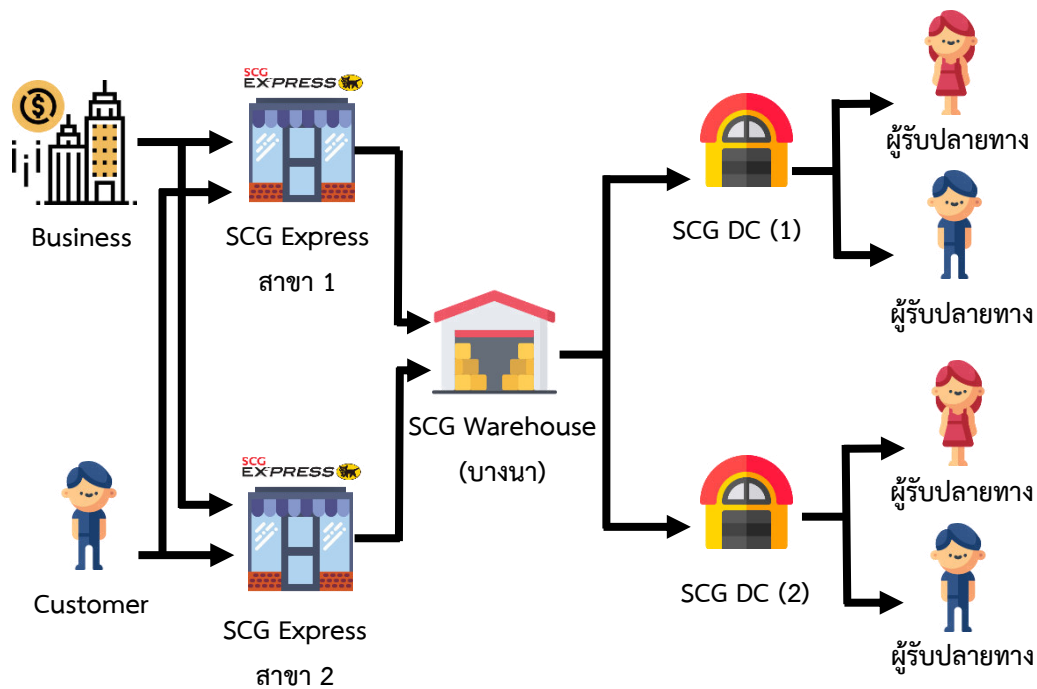 SCG
EXPRESS
Business
SCG Express
สาขา 1
Customer
SCG
EXPRESS
SCG Express
สาขา 2
SCG Warehouse
(บางนา)
SCG DC (1)
SCG DC (2)
ผู้รับปลายทาง
ผู้รับปลายทาง
ผู้รับปลายทาง
ผู้รับปลายทาง